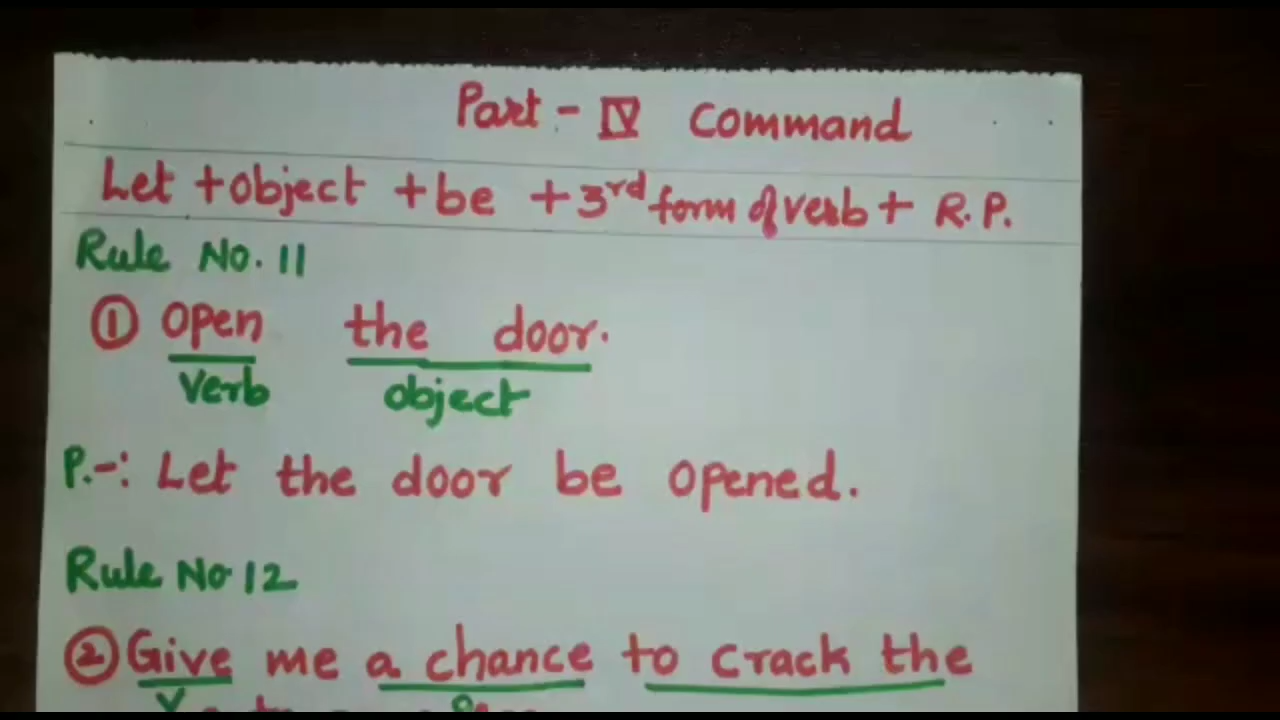 Part - IV Command
Let + object + be + 3rd form of verb + R.P.
Rule No. 11
① Open the door.
Verb object
P.-: Let the door be opened.
Rule No 12
② Give me a chance to crack the